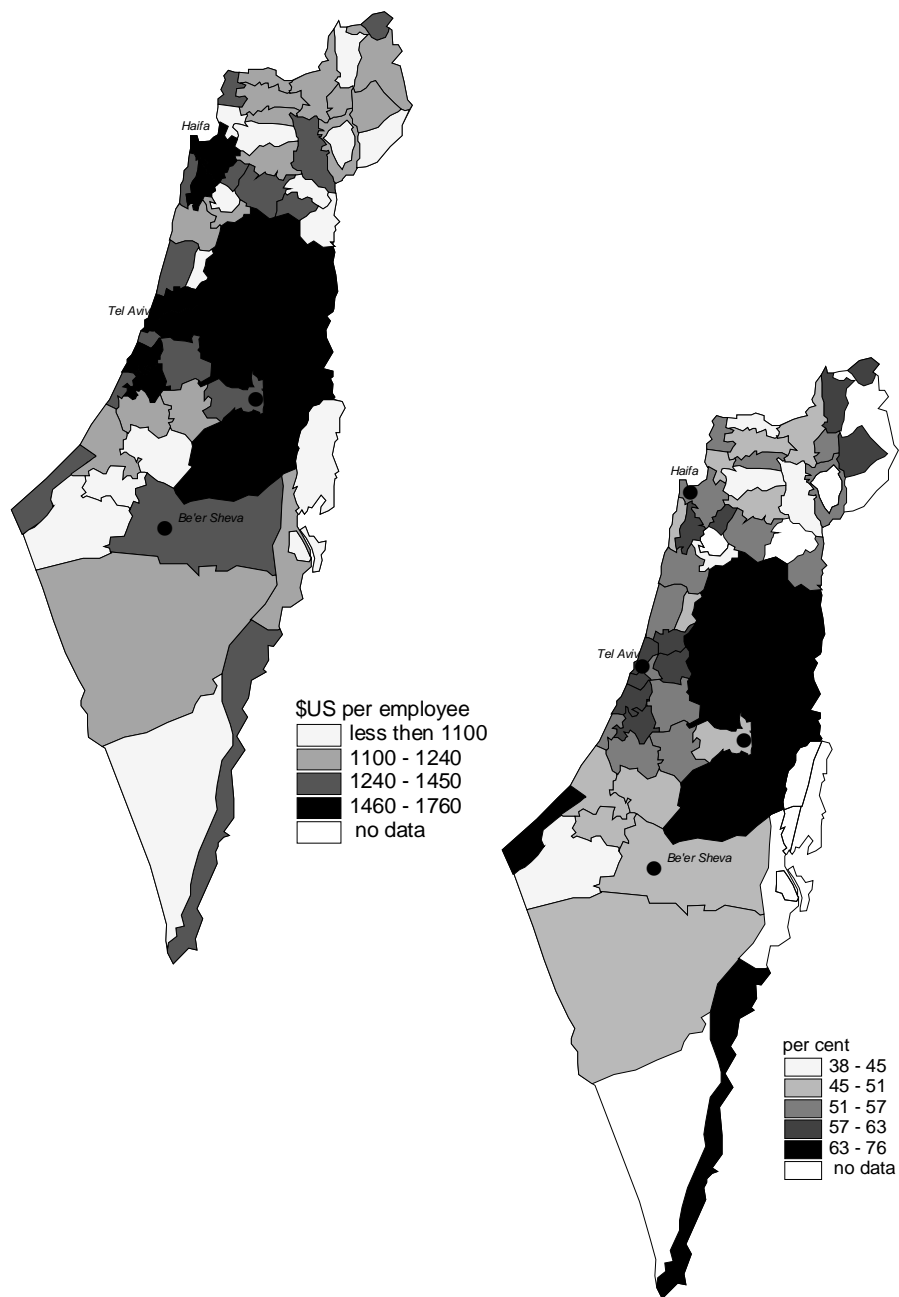 Haifa
Tel Aviv
Be'er Sheva
$US per employee
less then 1100
1100 - 1240
1240 - 1450
1460 - 1760
no data
Haifa
Tel Aviv
Be'er Sheva
per cent
38 - 45
45 - 51
51 - 57
57 - 63
63 - 76
no data